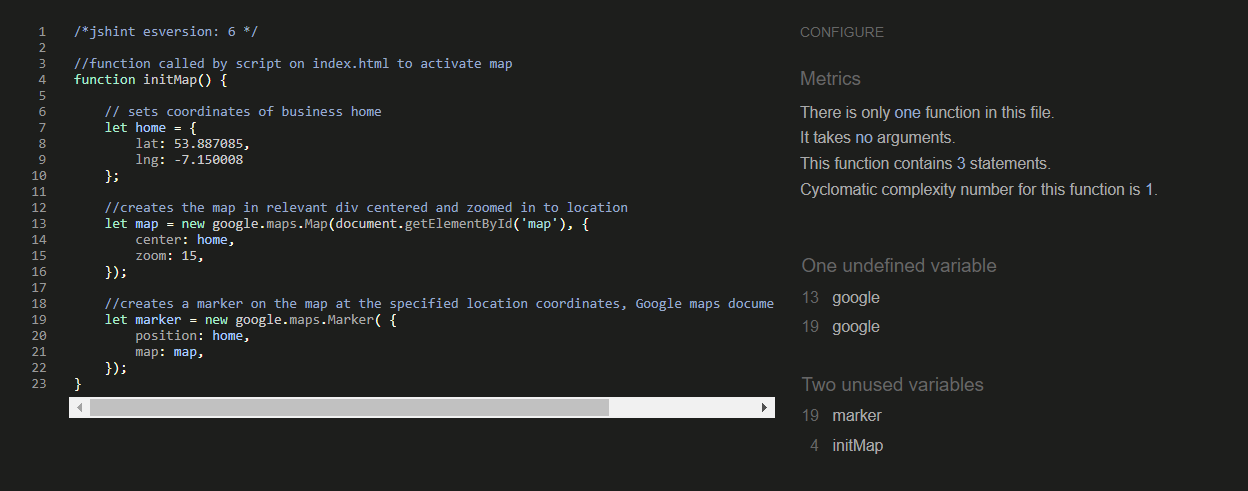 1 /*jshint esversion: 6 */
2
3 //function called by script on index.html to activate map
4 function initMap() {
5
6 // sets coordinates of business home
7 let home = {
8 lat: 53.887085,
9 lng: -7.150008
10 };
11
12 //creates the map in relevant div centered and zoomed in to location
13 let map = new google.maps.Map(document.getElementById('map'), {
14 center: home,
15 zoom: 15,
16 });
17
18 //creates a marker on the map at the specified location coordinates, Google maps docume
19 let marker = new google.maps.Marker( {
20 position: home,
21 map: map,
22 });
23 }
CONFIGURE
Metrics
There is only one function in this file.
It takes no arguments.
This function contains 3 statements.
Cyclomatic complexity number for this function is 1.
One undefined variable
13 google
19 google
Two unused variables
19 marker
4 initMap